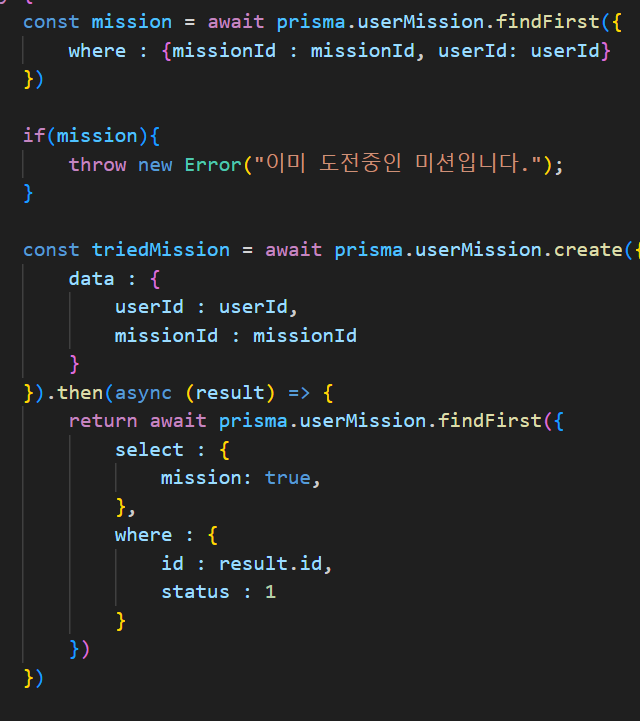 const mission = await prisma.userMission.findFirst({
where : {missionId : missionId, userId: userId}
})
if(mission){
throw new Error("이미 도전중인 미션입니다.");
}
const triedMission = await prisma.userMission.create({
data : {
userId : userId,
missionId : missionId
}
}).then(async (result) => {
return await prisma.userMission.findFirst({
select : {
mission: true,
},
where : {
id : result.id,
status : 1
}
})
})